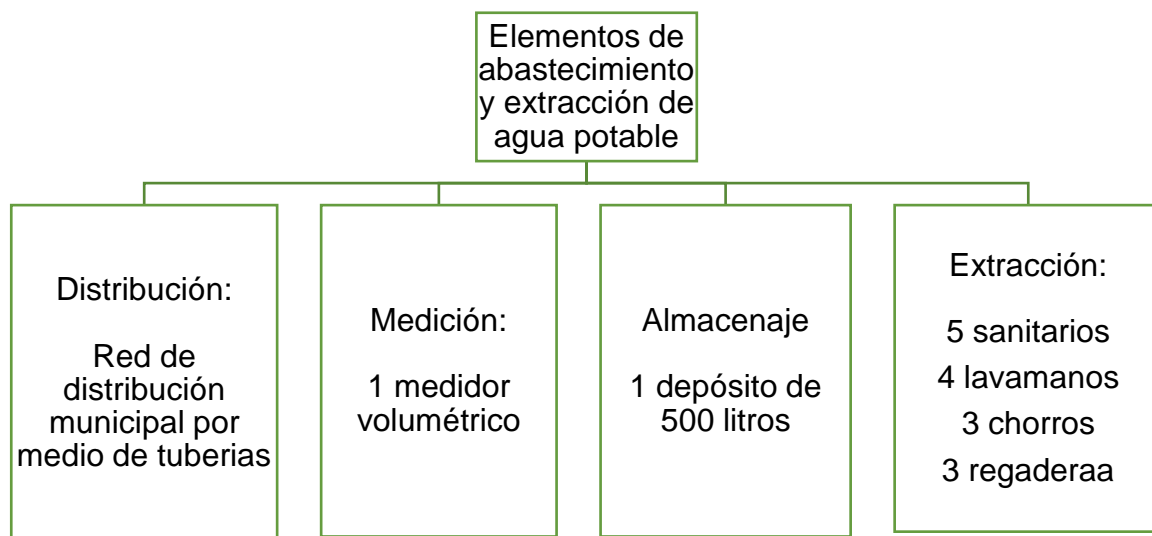 Elementos de
abastecimiento
y extracción de
agua potable
Distribución:
Red de
distribución
municipal por
medio de tuberias
Medición:
1 medidor
volumétrico
Almacenaje
1 depósito de
500 litros
Extracción:
5 sanitarios
4 lavamanos
3 chorros
3 regaderaa